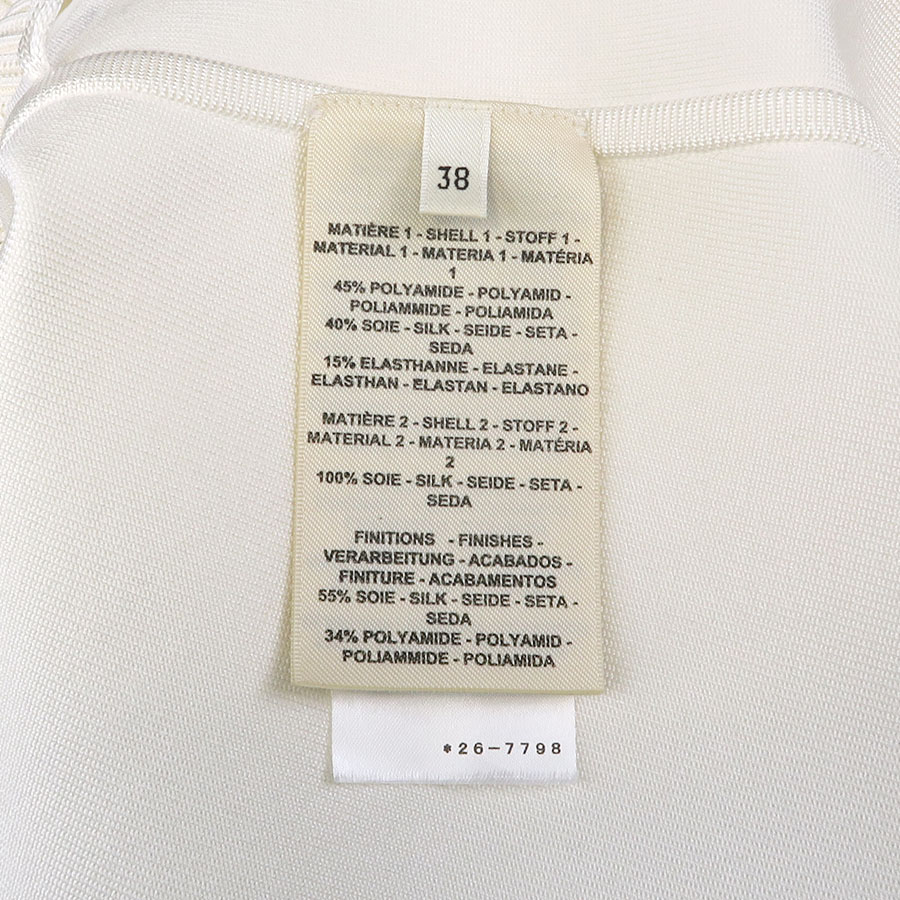 38
MATIÈRE 1 - SHELL 1 - STOFF 1 -
MATERIAL 1 - MATERIA 1 - MATÉRIA
1
45% POLYAMIDE - POLYAMID -
POLIAMMIDE - POLIAMIDA
40% SOIE - SILK - SEIDE - SETA -
SEDA
15% ELASTHANNE - ELASTANE -
ELASTHAN - ELASTAN - ELASTANO
MATIÈRE 2 - SHELL 2 - STOFF 2 -
MATERIAL 2 - MATERIA 2 - MATÉRIA
2
100% SOIE - SILK - SEIDE - SETA -
SEDA
FINITIONS - FINISHES -
VERARBEITUNG - ACABADOS -
FINITURE - ACABAMENTOS
55% SOIE - SILK - SEIDE - SETA -
SEDA
34% POLYAMIDE - POLYAMID -
POLIAMMIDE - POLIAMIDA
*26-7798